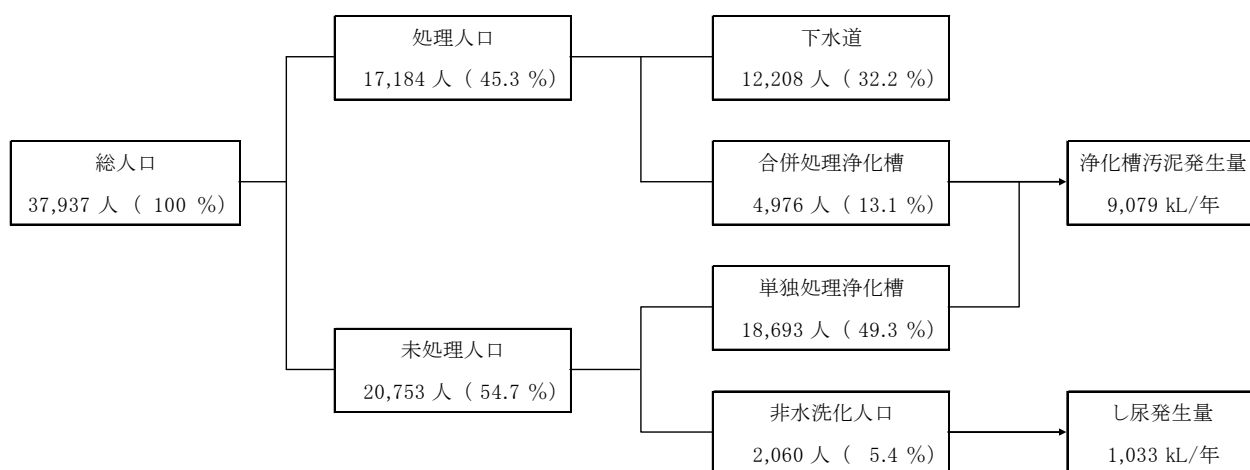 処理人口
17,184 人 ( 45.3 %)
下水道
12,208 人 ( 32.2 %)
総人口
37,937 人 ( 100 %)
合併処理浄化槽
4,976 人 ( 13.1 %)
浄化槽汚泥発生量
9,079 kL/年
単独処理浄化槽
18,693 人 ( 49.3 %)
未処理人口
20,753 人 ( 54.7 %)
非水洗化人口
2,060 人 ( 5.4 %)
し尿発生量
1,033 kL/年